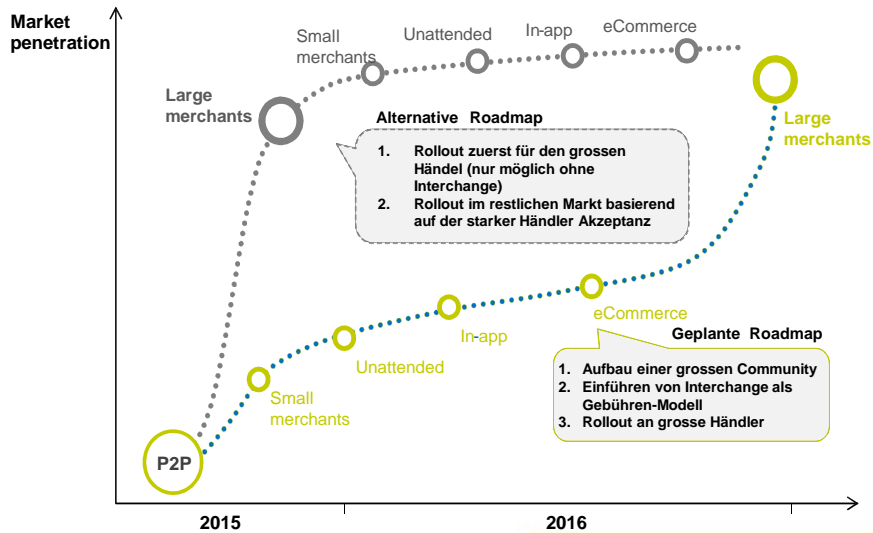 Market
penetration
Small
merchants
Unattended
In-app
eCommerce
Large
merchants
Alternative Roadmap
1. Rollout zuerst für den grossen
Händel (nur möglich ohne
Interchange)
2. Rollout im restlichen Markt basierend
auf der starker Händler Akzeptanz
Large
merchants
eCommerce
In-app
Unattended
Small
merchants
Geplante Roadmap
1. Aufbau einer grossen Community
2. Einführen von Interchange als
Gebühren-Modell
3. Rollout an grosse Händler
P2P
2015
2016